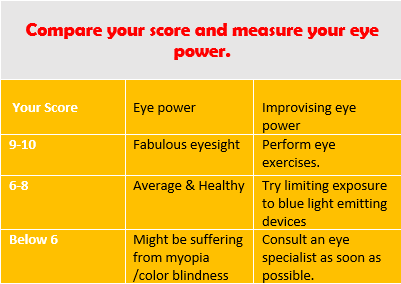 Compare your score and measure your eye
power.
Your Score
Eye power
Improvising eye
power
9-10
Fabulous eyesight
Perform eye
exercises.
6-8
Average & Healthy
Try limiting exposure
to blue light emitting
devices
Below 6
Might be suffering
from myopia
/color blindness
Consult an eye
specialist as soon as
possible.